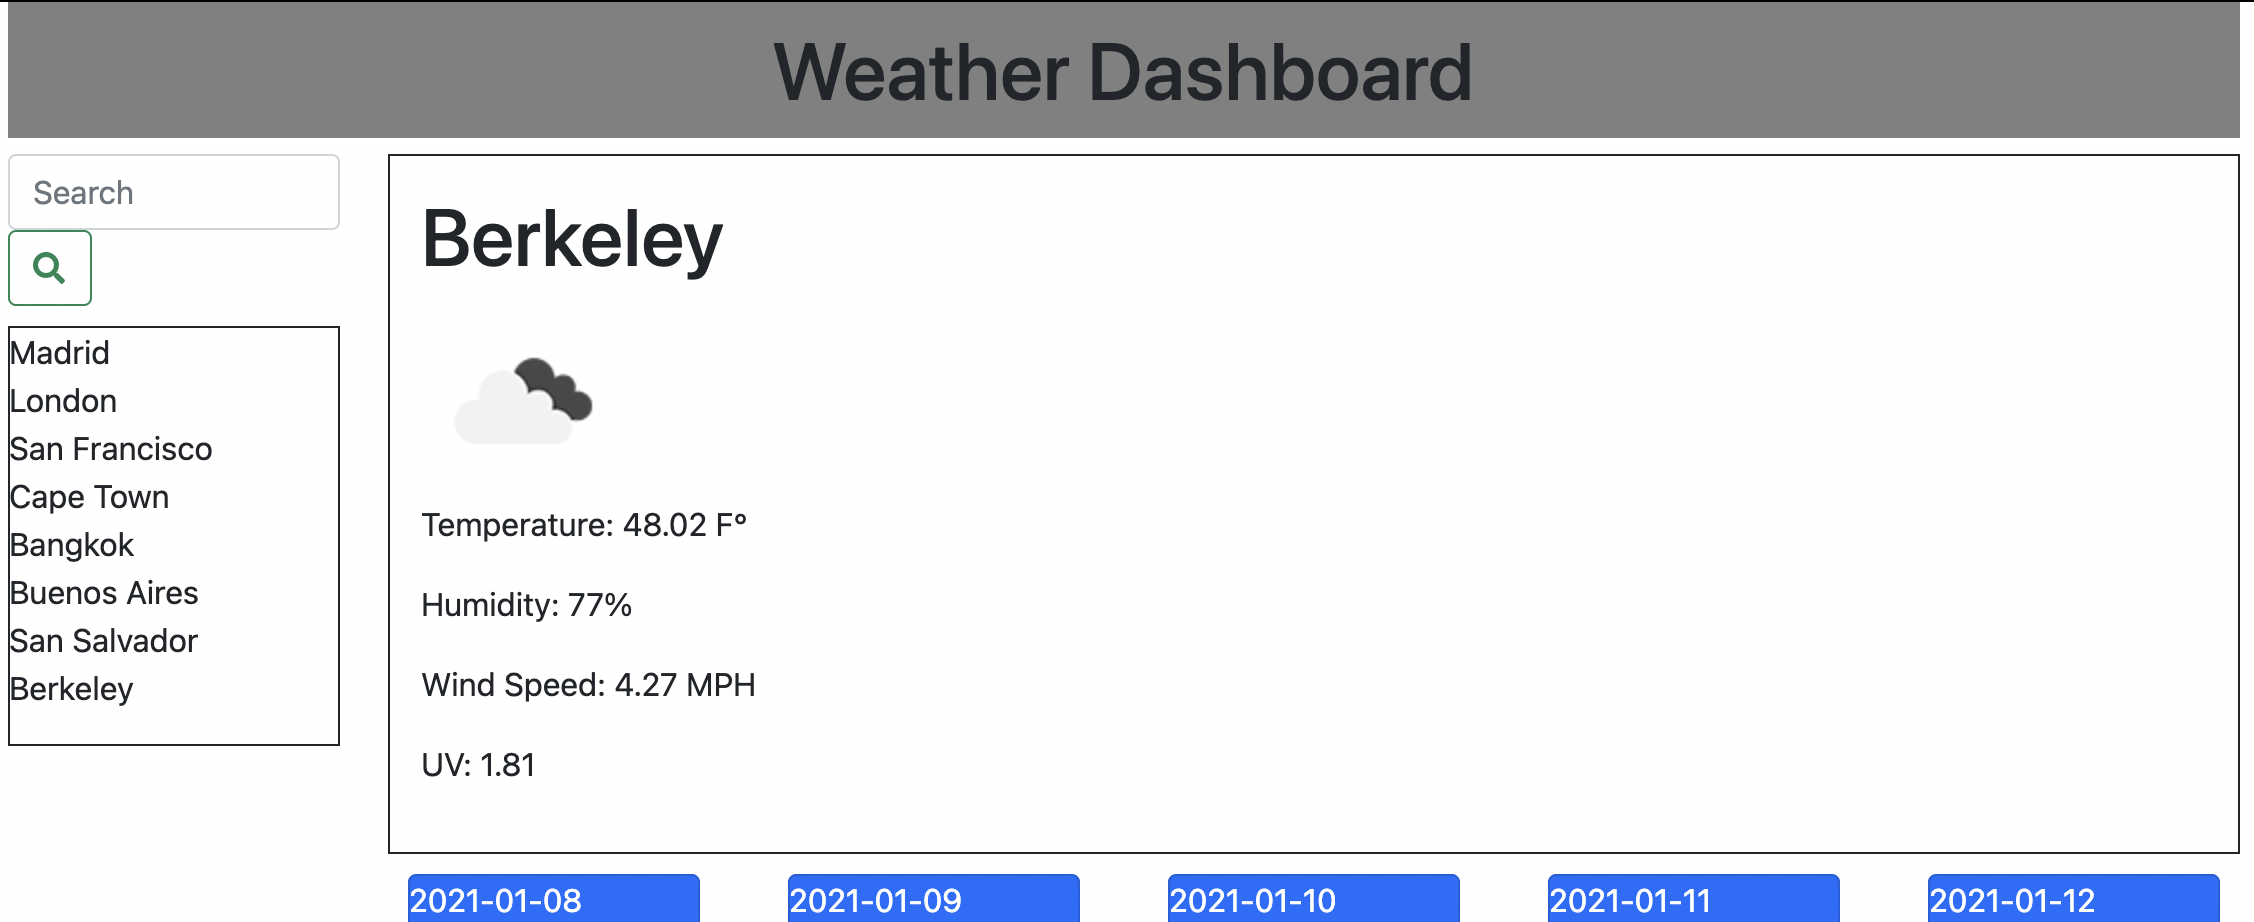 Weather Dashboard
Search
Madrid
London
San Francisco
Cape Town
Bangkok
Buenos Aires
San Salvador
Berkeley
Berkeley
Temperature: 48.02 F°
Humidity: 77%
Wind Speed: 4.27 MPH
UV: 1.81
2021-01-08
2021-01-09
2021-01-10
2021-01-11
2021-01-12